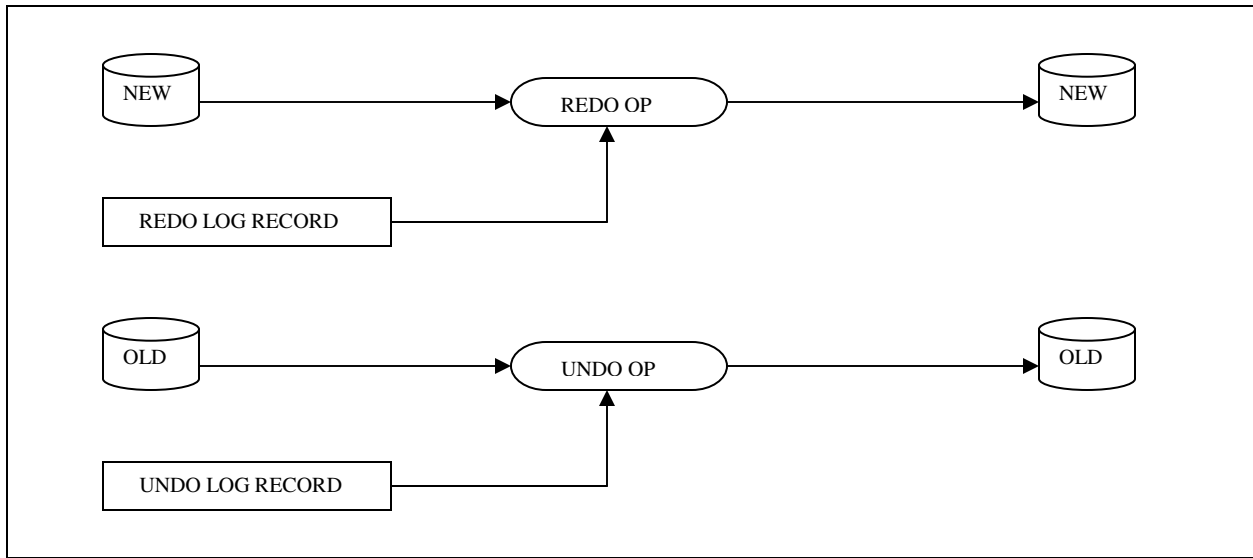 NEW
REDO OP
NEW
REDO LOG RECORD
OLD
UNDO OP
OLD
UNDO LOG RECORD